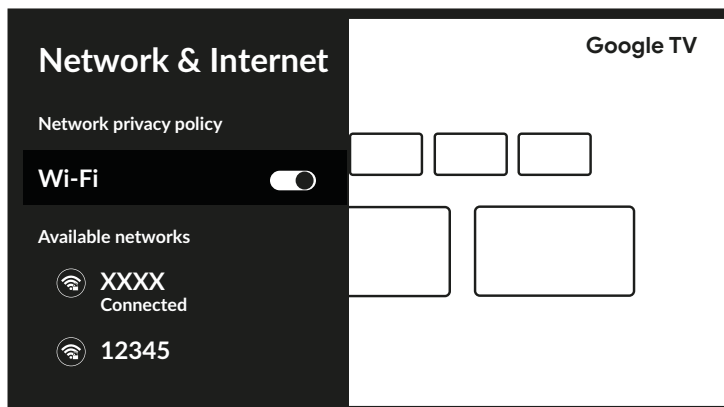 Network & Internet
Google TV
Network privacy policy
Wi-Fi
Available networks
XXXX
Connected
12345